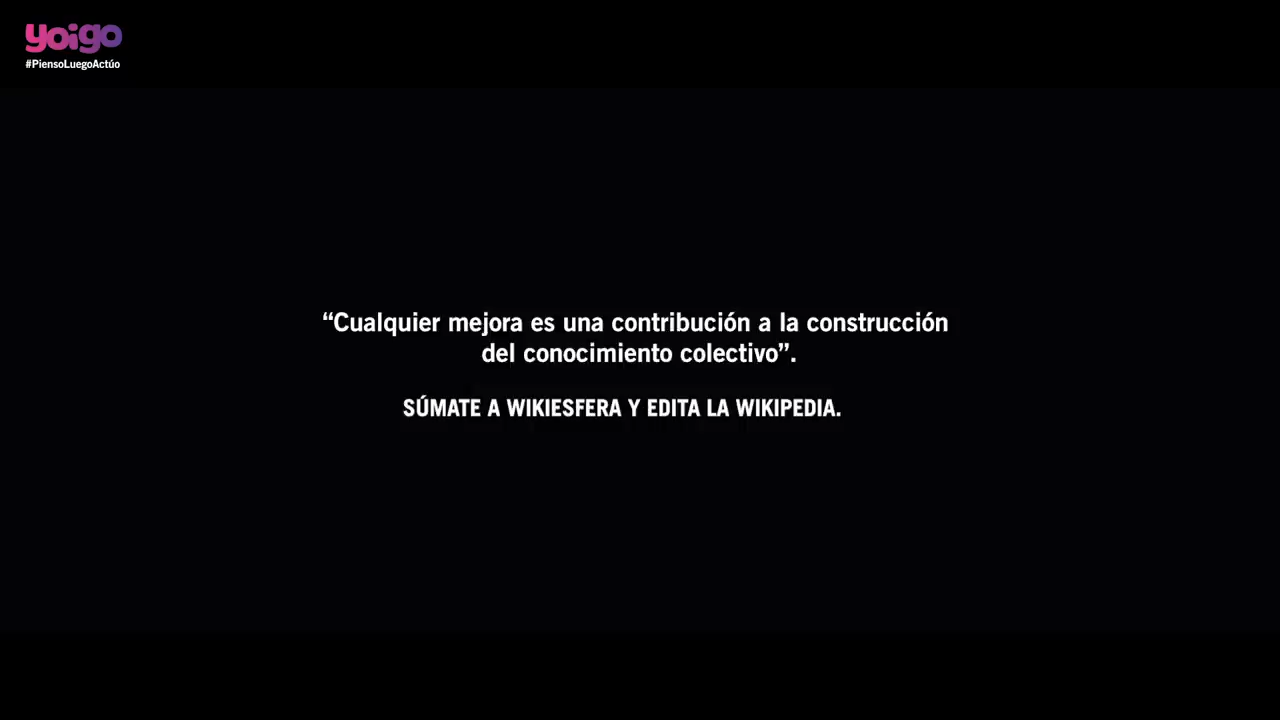 yoigo
#PiensoLuegoActúo
“Cualquier mejora es una contribución a la construcción
del conocimiento colectivo”.
SÚMATE A WIKIESFERA Y EDITA LA WIKIPEDIA.